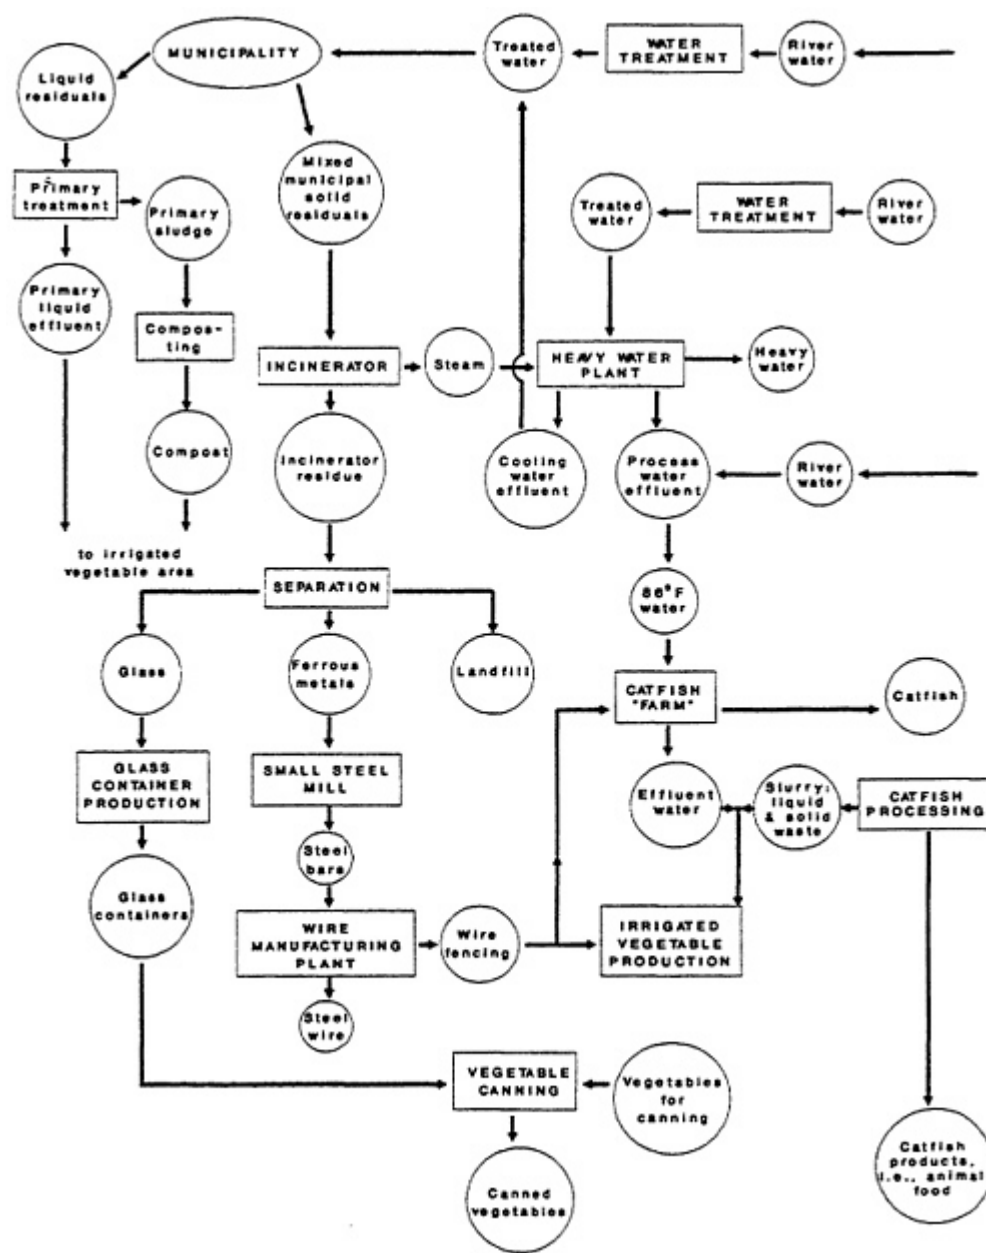 MUNICIPALITY
Treated
water
WATER
TREATMENT
River
water
Liquid
residuals
Mixed
municipal
solid
residuals
Primary
treatment
Primary
sludge
Treated
water
WATER
TREATMENT
River
water
Primary
liquid
effluent
Compos-
ting
INCINERATOR
Steam
HEAVY WATER
PLANT
Heavy
water
Compost
Incinerator
residue
Cooling
water
effluent
Process
water
effluent
River
water
to irrigated
vegetable area
SEPARATION
86°F
water
Glass
Ferrous
metals
Landfill
CATFISH
"FARM"
Catfish
GLASS
CONTAINER
PRODUCTION
SMALL STEEL
MILL
Effluent
water
Slurry:
liquid
& solid
waste
CATFISH
PROCESSING
Steel
bars
Glass
containers
WIRE
MANUFACTURING
PLANT
Wire
fencing
IRRIGATED
VEGETABLE
PRODUCTION
Steel
wire
VEGETABLE
CANNING
Vegetables
for
canning
Canned
vegetables
Catfish
products,
i.e., animal
food